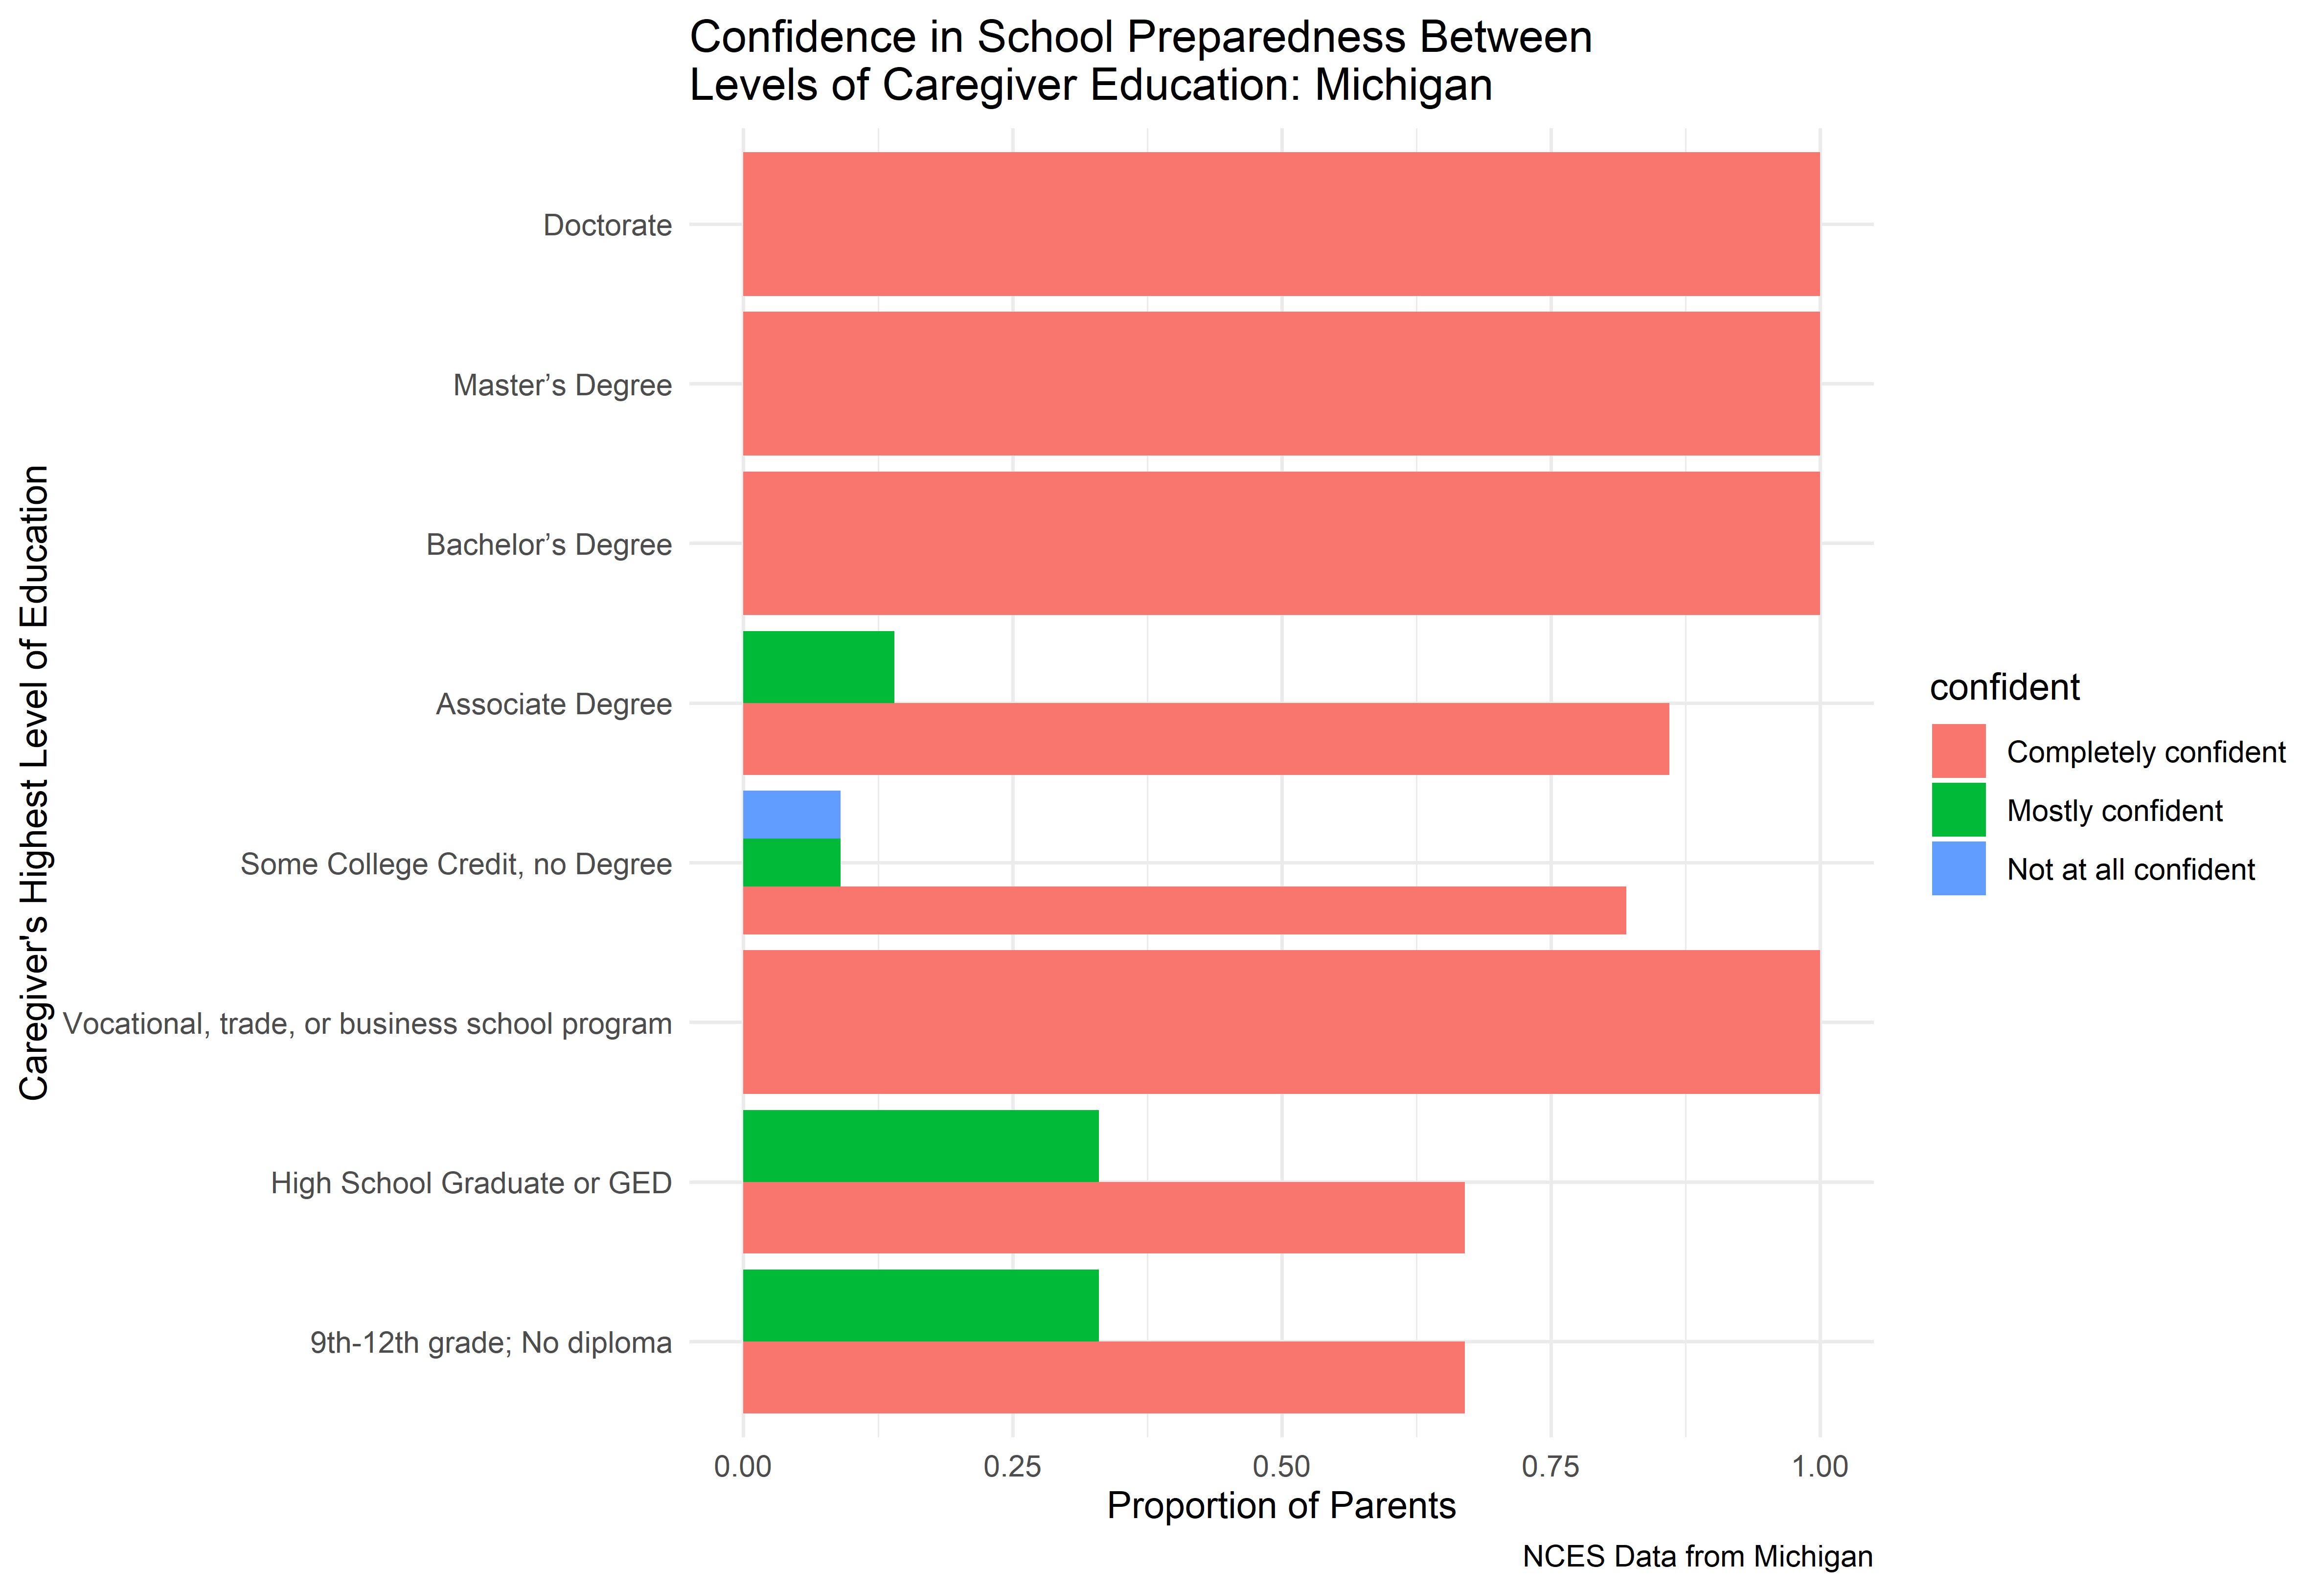 Confidence in School Preparedness Between
Levels of Caregiver Education: Michigan
Caregiver's Highest Level of Education
Doctorate
Master’s Degree
Bachelor’s Degree
Associate Degree
Some College Credit, no Degree
Vocational, trade, or business school program
High School Graduate or GED
9th-12th grade; No diploma
0.00 0.25 0.50 0.75 1.00
Proportion of Parents
confident
Completely confident
Mostly confident
Not at all confident
NCES Data from Michigan